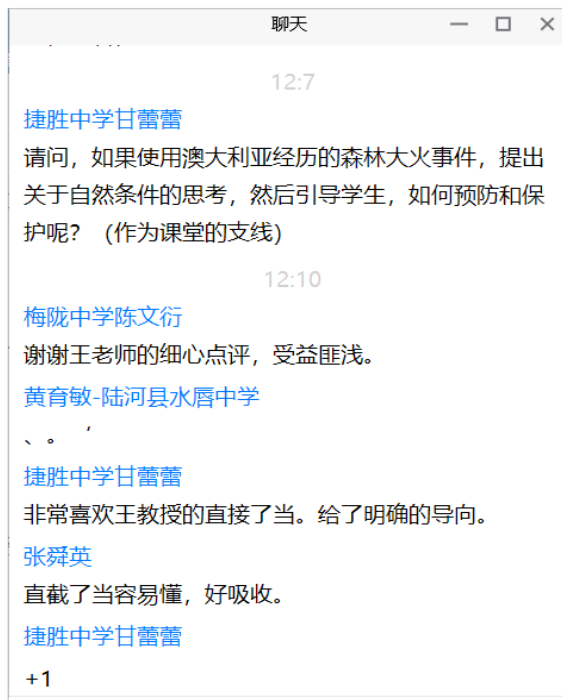 聊天
12:7
捷胜中学甘蕾蕾
请问，如果使用澳大利亚经历的森林大火事件，提出
关于自然条件的思考，然后引导学生，如何预防和保
护呢？（作为课堂的支线）
12:10
梅陇中学陈文衍
谢谢王老师的细心点评，受益匪浅。
黄育敏-陆河县水唇中学
、。‘
捷胜中学甘蕾蕾
非常喜欢王教授的直接了当。给了明确的导向。
张舜英
直截了当容易懂，好吸收。
捷胜中学甘蕾蕾
+1